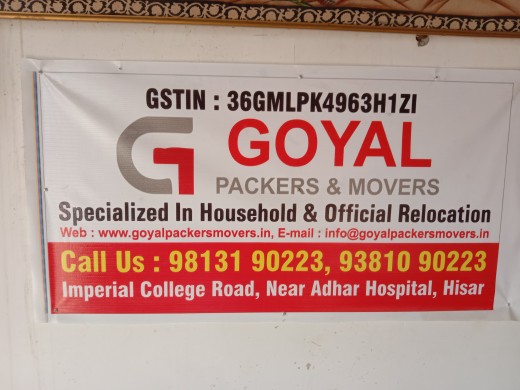 GSTIN : 36GMLPK4963H1ZI
GOYAL
PACKERS & MOVERS
Specialized In Household & Official Relocation
Web : www.goyalpackersmovers.in, E-mail : info@goyalpackersmovers.in
Call Us : 98131 90223, 93810 90223
Imperial College Road, Near Adhar Hospital, Hisar